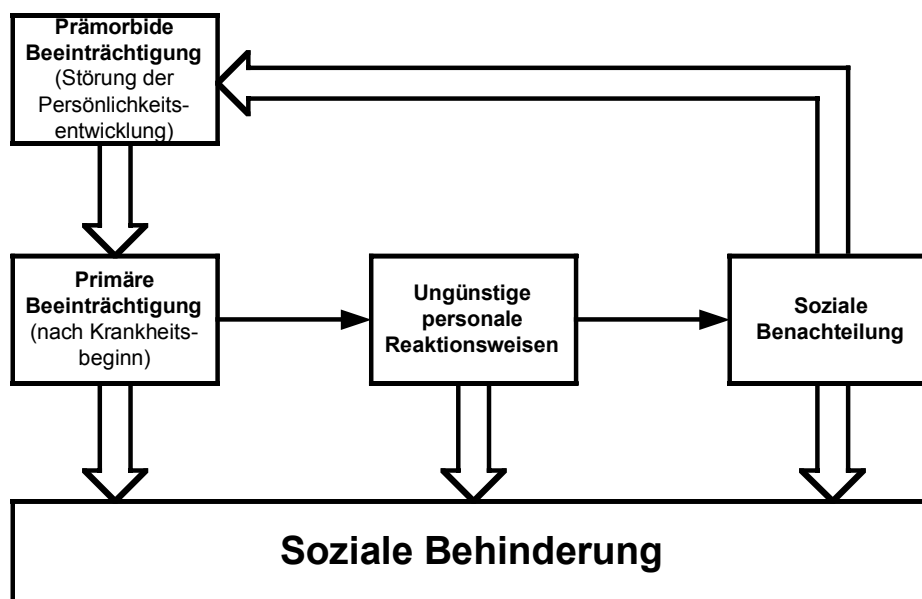 Prämorbide
Beeinträchtigung
(Störung der
Persönlichkeits-
entwicklung)
Primäre
Beeinträchtigung
(nach Krankheits-
beginn)
Ungünstige
personale
Reaktionsweisen
Soziale
Benachteilung
Soziale Behinderung